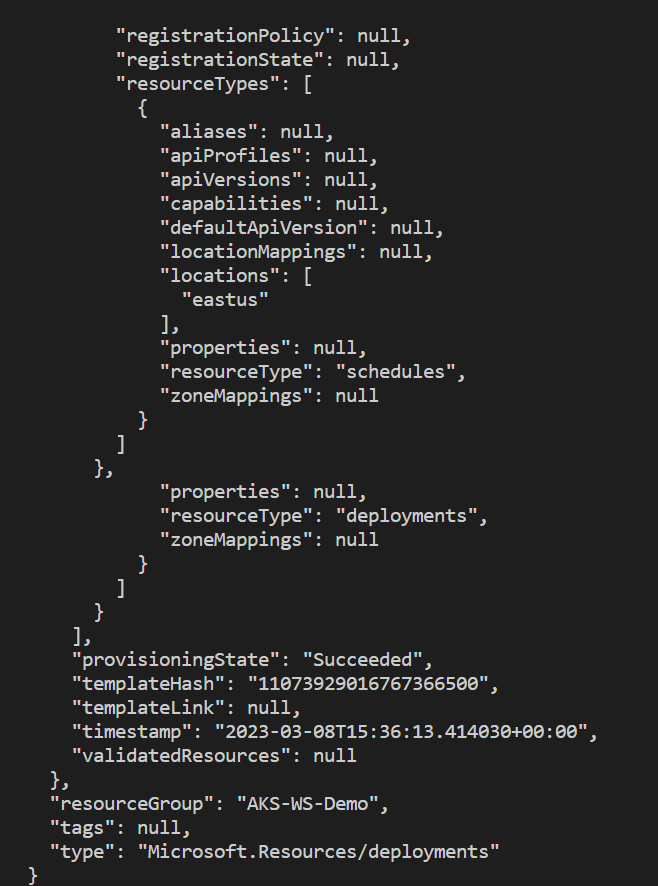 "registrationPolicy": null,
"registrationState": null,
"resourceTypes": [
{
"aliases": null,
"apiProfiles": null,
"apiVersions": null,
"capabilities": null,
"defaultApiVersion": null,
"locationMappings": null,
"locations": [
"eastus"
],
"properties": null,
"resourceType": "schedules",
"zoneMappings": null
}
]
},
"properties": null,
"resourceType": "deployments",
"zoneMappings": null
}
]
}
],
"provisioningState": "Succeeded",
"templateHash": "11073929016767366500",
"templateLink": null,
"timestamp": "2023-03-08T15:36:13.414030+00:00",
"validatedResources": null
},
"resourceGroup": "AKS-WS-Demo",
"tags": null,
"type": "Microsoft.Resources/deployments"
}